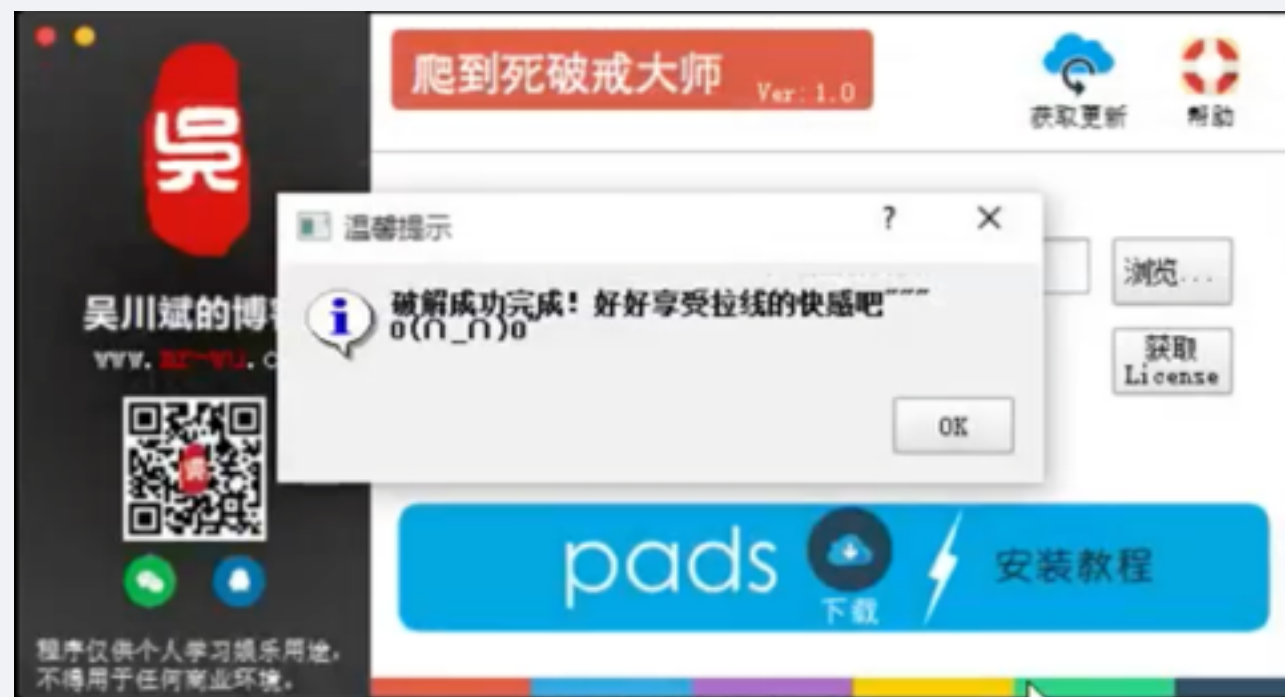 吴
爬到死破戒大师 Ver: 1.0
获取更新
帮助
温馨提示
破解成功完成！好好享受拉线的快感吧~~~
o(∩_∩)o
OK
浏览...
获取
License
吴川斌的博
www.mr-wu.c
程序仅供个人学习娱乐用途，
不得用于任何商业环境。
pads
下载
安装教程